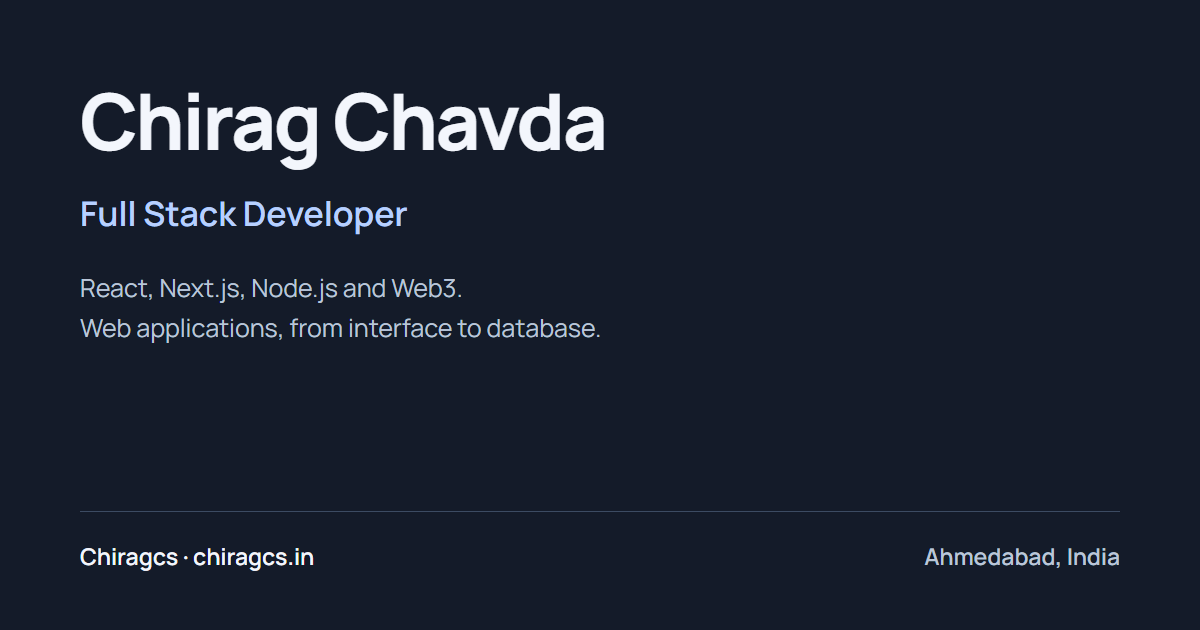 Chirag Chavda
Full Stack Developer
React, Next.js, Node.js and Web3.
Web applications, from interface to database.
Chiragcs · chiragcs.in
Ahmedabad, India